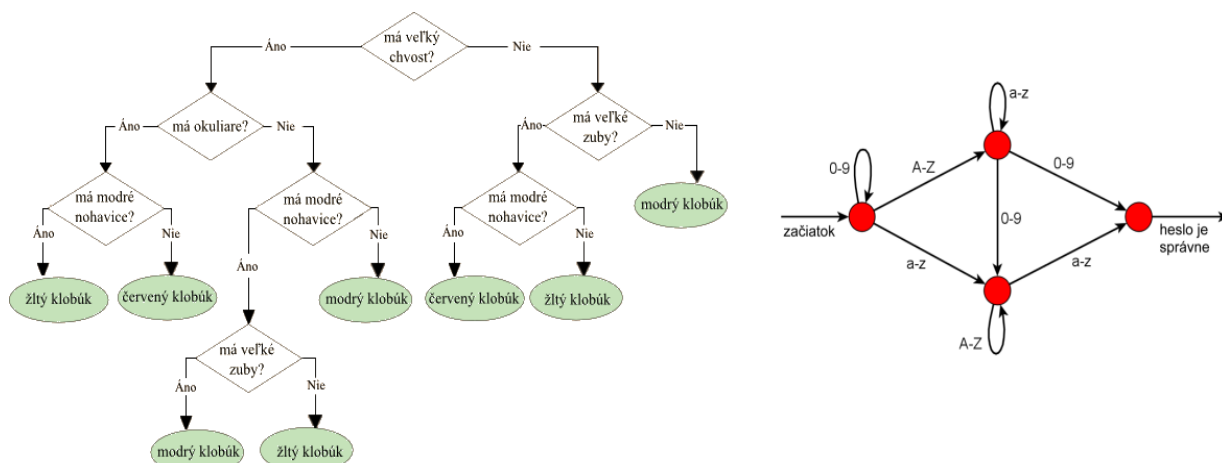 má veľký
chvost?
Áno
Nie
má okuliare?
Áno
Nie
má veľké
zuby?
Áno
Nie
má modré
nohavice?
Áno
Nie
má modré
nohavice?
Áno
Nie
má modré
nohavice?
Áno
Nie
modrý klobúk
žltý klobúk
červený klobúk
modrý klobúk
červený klobúk
žltý klobúk
má veľké
zuby?
Áno
Nie
modrý klobúk
žltý klobúk
a-z
0-9
A-Z
0-9
0-9
začiatok
heslo je
správne
a-z
a-z
A-Z